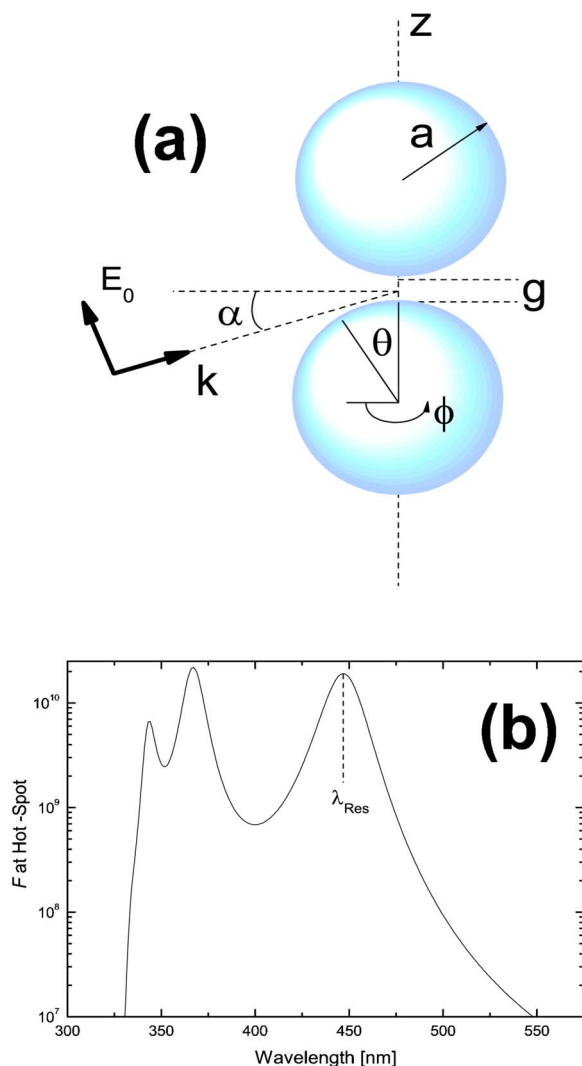 z
(a)
a
E0
g
α
θ
k
ϕ
(b)
10^10
10^9
10^8
10^7
F at Hot -Spot
λRes
300 350 400 450 500 550
Wavelength [nm]